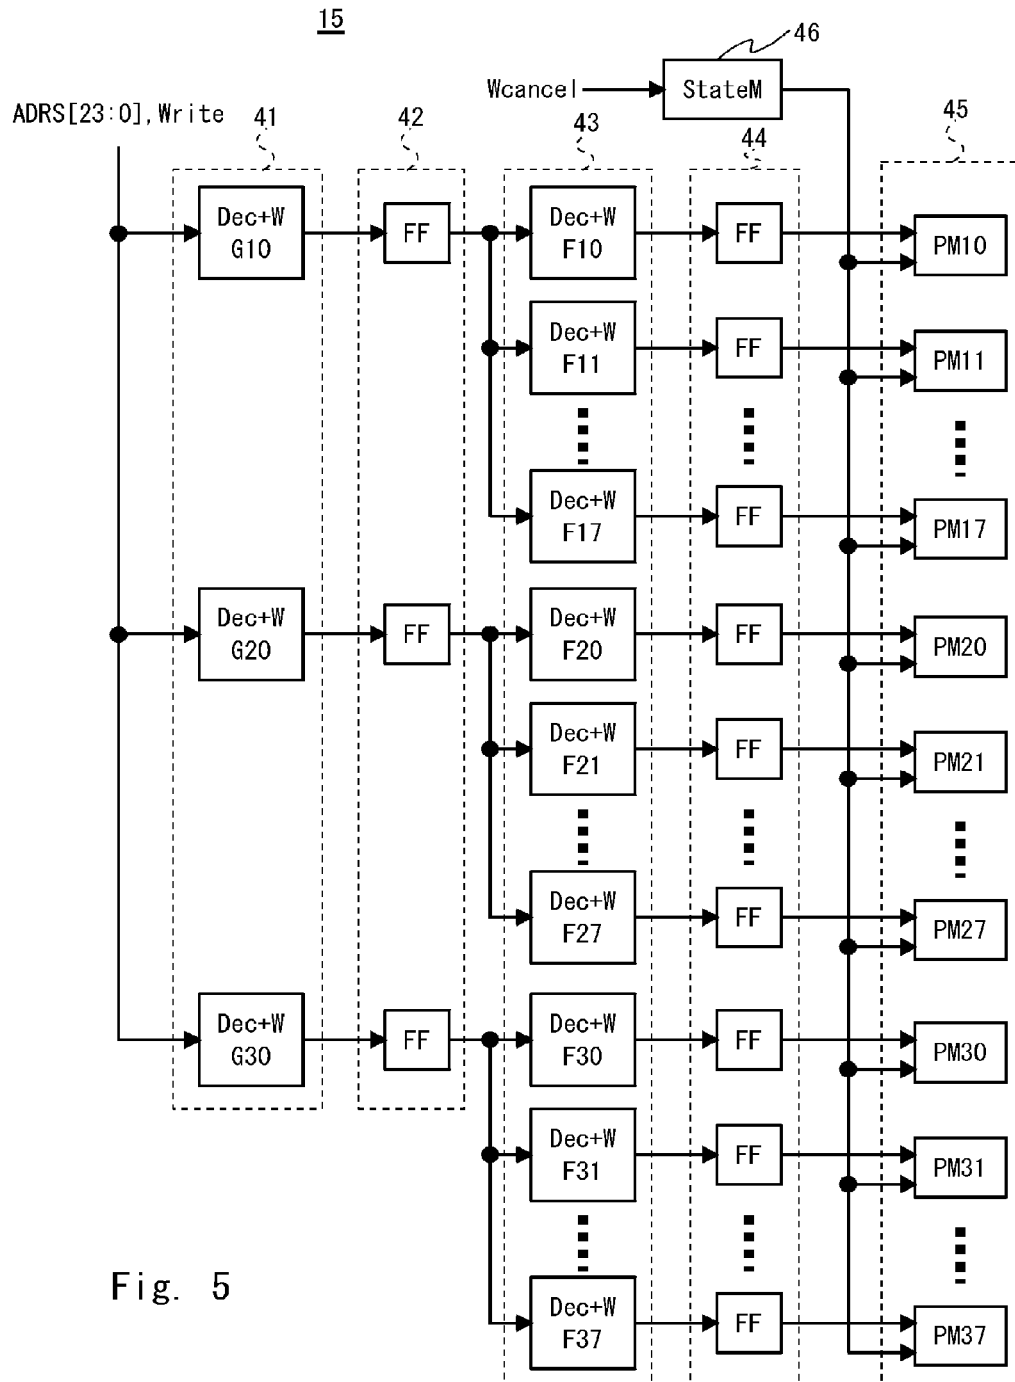 15
46
Wcancel
StateM
ADRS[23:0],Write
41
42
43
44
45
Dec+W
G10
FF
Dec+W
F10
FF
PM10
Dec+W
F11
FF
PM11
Dec+W
F17
FF
PM17
Dec+W
G20
FF
Dec+W
F20
FF
PM20
Dec+W
F21
FF
PM21
Dec+W
F27
FF
PM27
Dec+W
G30
FF
Dec+W
F30
FF
PM30
Dec+W
F31
FF
PM31
Dec+W
F37
FF
PM37
Fig. 5